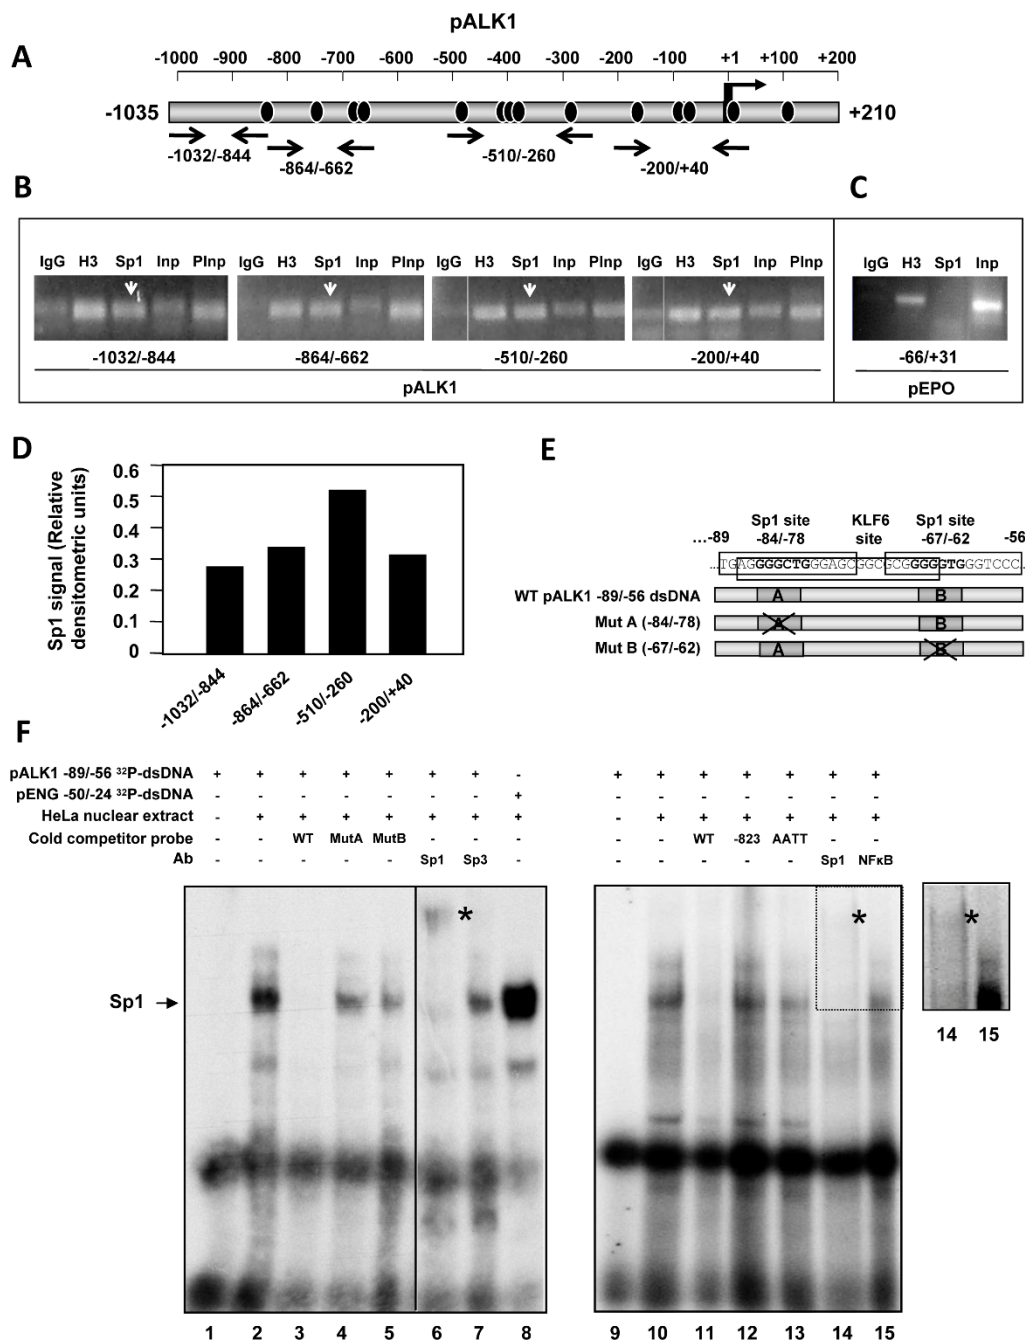 pALK1
A
-1000 -900 -800 -700 -600 -500 -400 -300 -200 -100 +1 +100 +200
-1035 +210
-1032/-844 -864/-662 -510/-260 -200/+40
B C
IgG H3 Sp1 Inp PInp IgG H3 Sp1 Inp PInp IgG H3 Sp1 Inp PInp IgG H3 Sp1 Inp PInp IgG H3 Sp1 Inp
-1032/-844 -864/-662 -510/-260 -200/+40 -66/+31
pALK1 pEPO
D
Sp1 signal (Relative
densitometric units)
0.6
0.5
0.4
0.3
0.2
0.1
0
-1032/-844 -864/-662 -510/-260 -200/+40
E
Sp1 site KLF6 Sp1 site
...-89 -84/-78 site -67/-62 -56
...TGAGGGGCTGGGAGCGGCGCGGGGGTGGGTCCC...
WT pALK1 -89/-56 dsDNA A B
Mut A (-84/-78) A B
Mut B (-67/-62) A B
F
pALK1 -89/-56 ³²P-dsDNA + + + + + + + - + + + + + + +
pENG -50/-24 ³²P-dsDNA - - - - - - - + - - - - - - -
HeLa nuclear extract - + + + + + + + - + + + + + +
Cold competitor probe - - WT MutA MutB - - - - - WT -823 AATT - -
Ab - - - - - Sp1 Sp3 - - - - - - Sp1 NFκB
* * *
Sp1
14 15
1 2 3 4 5 6 7 8 9 10 11 12 13 14 15